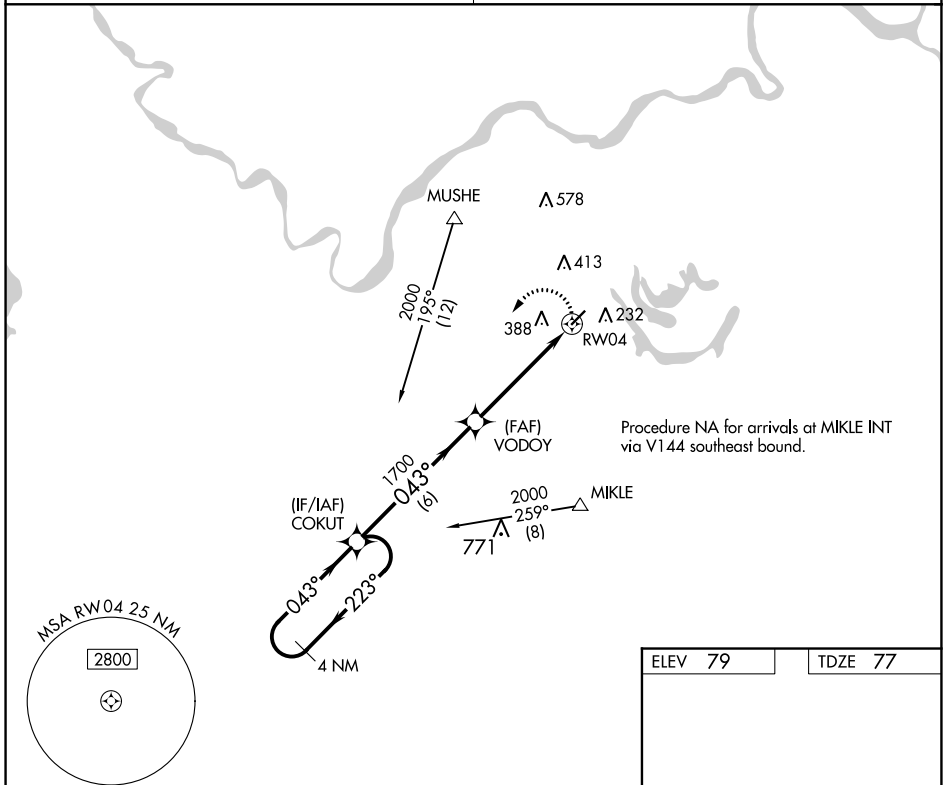 MUSHE
578
413
2000
195°
(12)
388
232
RW04
(FAF)
VODOY
Procedure NA for arrivals at MIKLE INT
via V144 southeast bound.
1700
043°
(6)
2000
MIKLE
259°
(8)
771
(IF/IAF)
COKUT
043°
223°
4 NM
MSA RW04 25 NM
2800
ELEV 79
TDZE 77